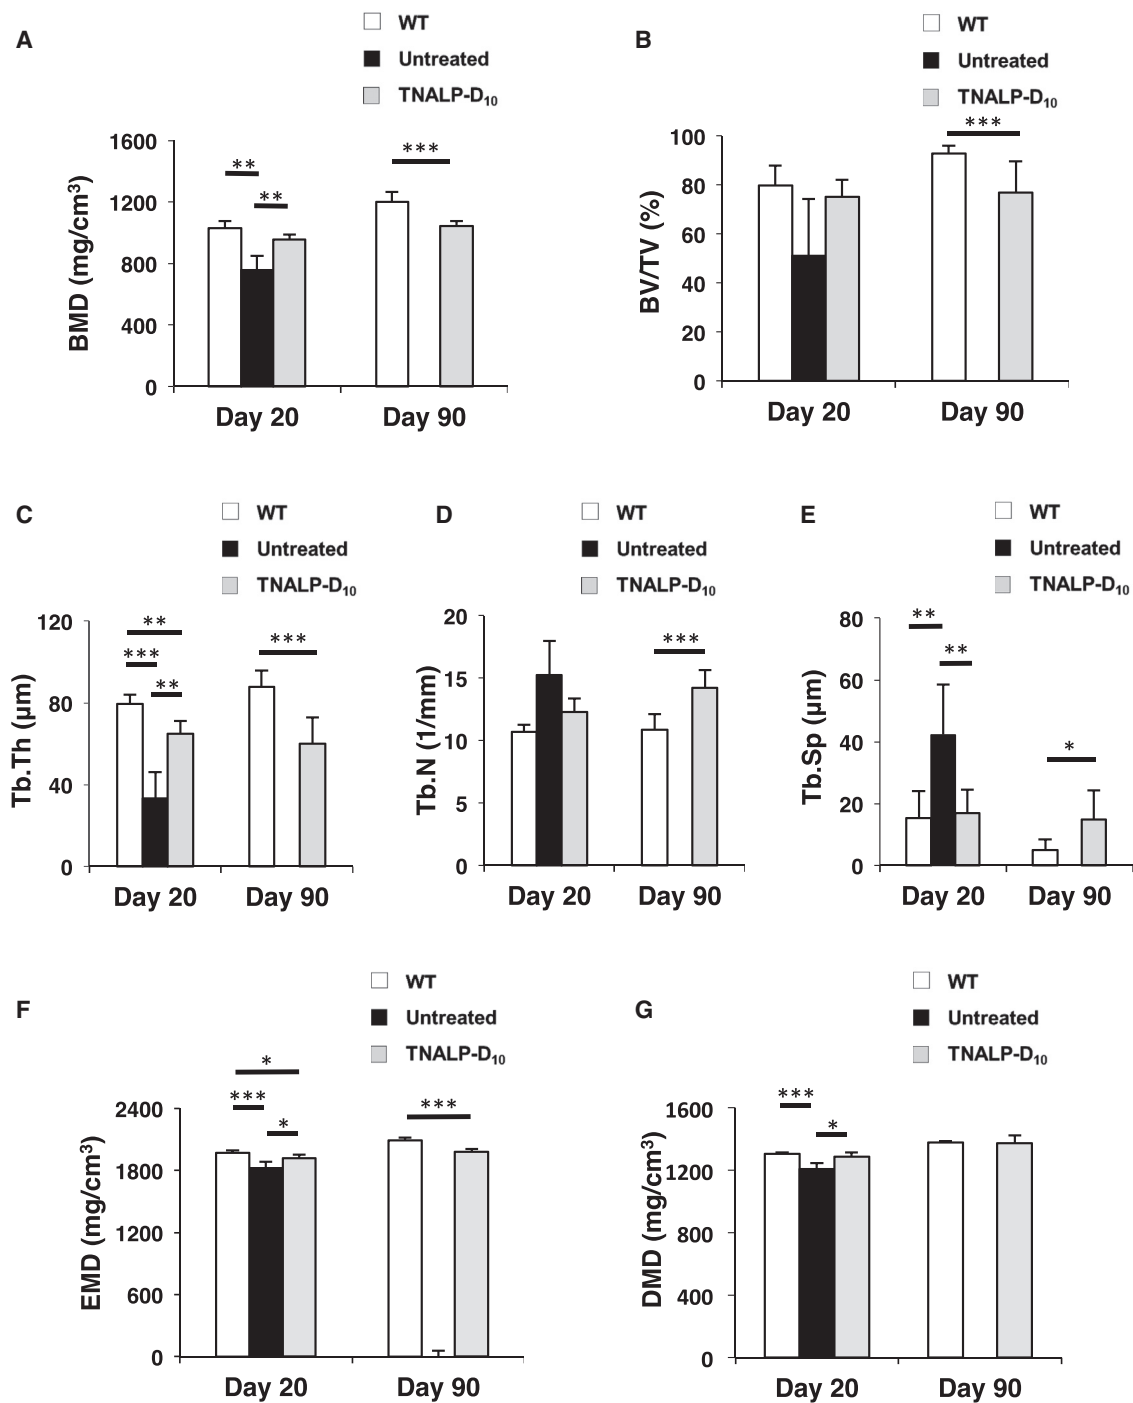 A
WT
Untreated
TNALP-D10
BMD (mg/cm3)
1600
1200
800
400
0
**
**
***
Day 20
Day 90
B
WT
Untreated
TNALP-D10
BV/TV (%)
100
80
60
40
20
0
***
Day 20
Day 90
C
WT
Untreated
TNALP-D10
Tb.Th (μm)
120
80
40
0
**
***
**
***
Day 20
Day 90
D
WT
Untreated
TNALP-D10
Tb.N (1/mm)
20
15
10
5
0
***
Day 20
Day 90
E
WT
Untreated
TNALP-D10
Tb.Sp (μm)
80
60
40
20
0
**
**
*
Day 20
Day 90
F
WT
Untreated
TNALP-D10
EMD (mg/cm3)
2400
1800
1200
600
0
*
***
*
***
Day 20
Day 90
G
WT
Untreated
TNALP-D10
DMD (mg/cm3)
1600
1200
800
400
0
***
*
Day 20
Day 90